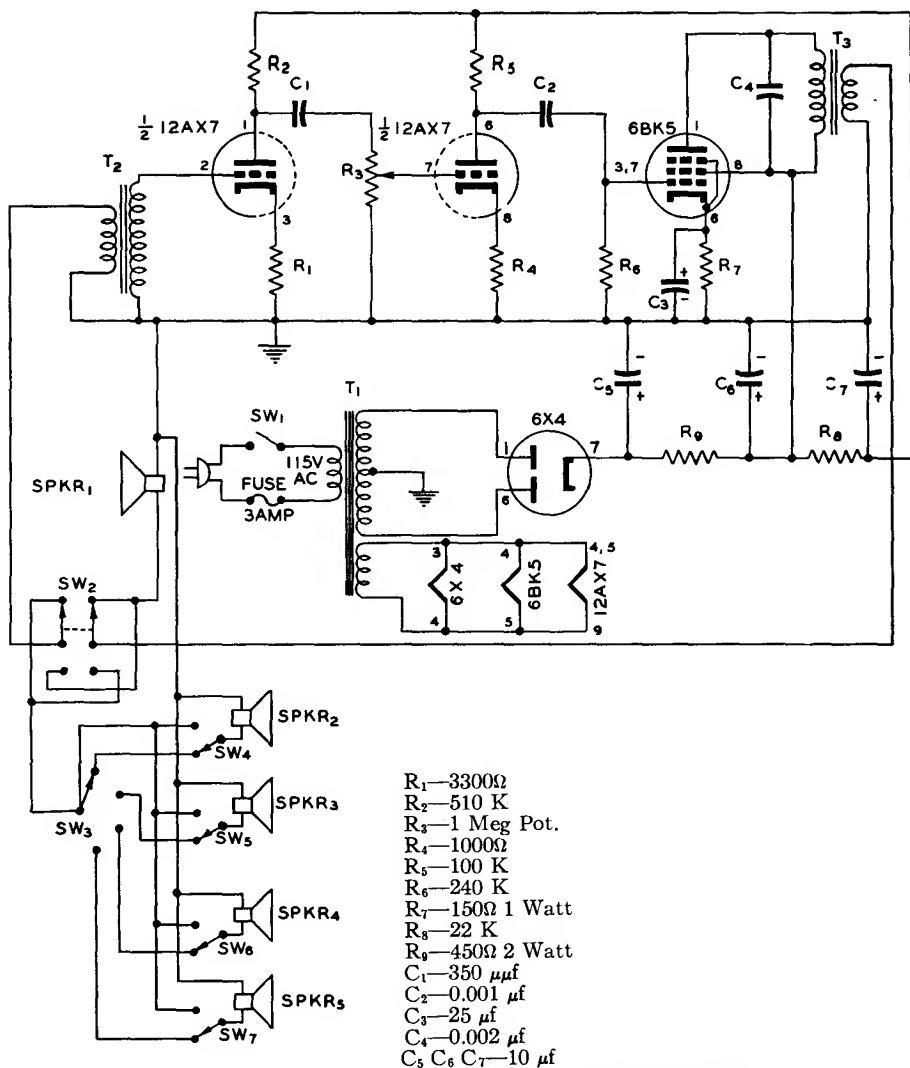 R2
R5
T3
C1
C2
C4
½ 12AX7
1
½ 12AX7
6
6BK5
1
T2
2
R3
7
3,7
8
3
8
6
R1
R4
R6
R7
C3
+
-
T1
C5
-
+
C6
-
+
C7
-
+
6X4
SW1
1
7
R9
R8
115V
AC
SPKR1
FUSE
3AMP
6
SW2
3
4
4,5
6X4
6BK5
12AX7
4
5
9
SPKR2
SW4
SPKR3
SW3
SW5
SPKR4
SW6
SPKR5
SW7
R1—3300Ω
R2—510 K
R3—1 Meg Pot.
R4—1000Ω
R5—100 K
R6—240 K
R7—150Ω 1 Watt
R8—22 K
R9—450Ω 2 Watt
C1—350 μμf
C2—0.001 μf
C3—25 μf
C4—0.002 μf
C5 C6 C7—10 μf